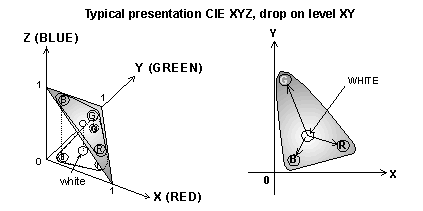 Typical presentation CIE XYZ, drop on level XY
Z (BLUE)
Y (GREEN)
1
1
B
G
G
R
0
white
1
X (RED)
Y
G
WHITE
B
R
0
X